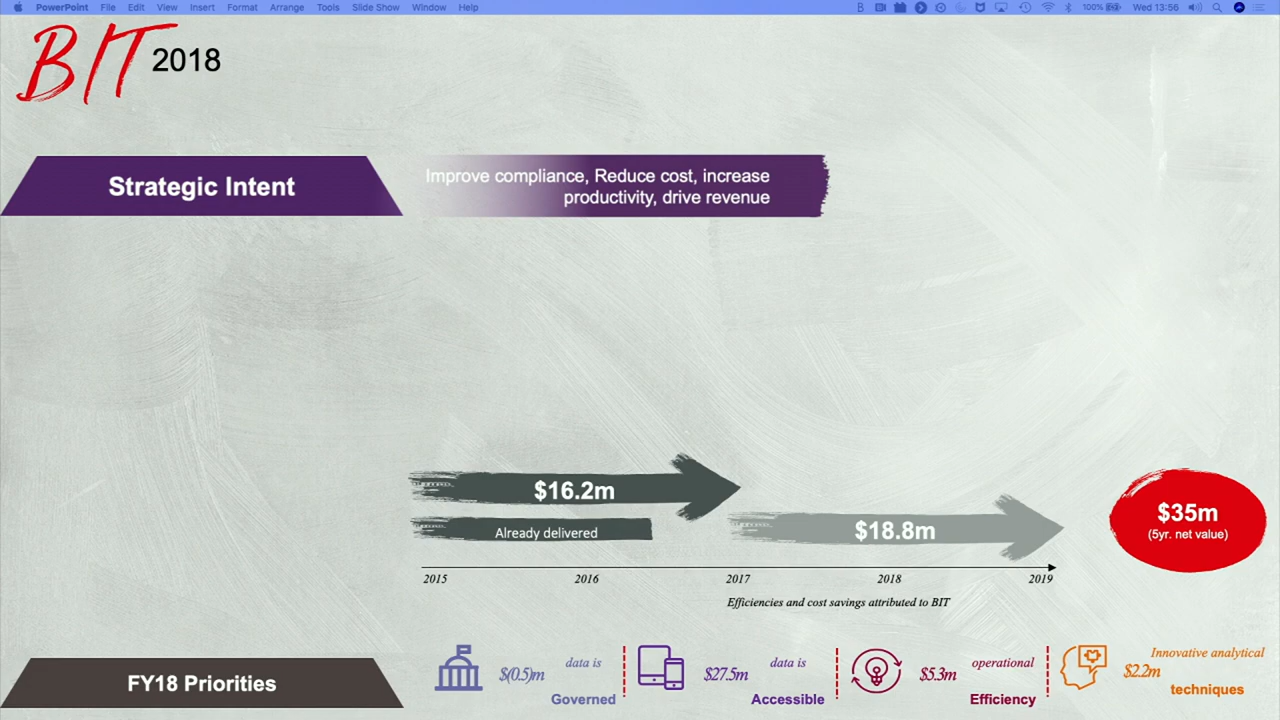 PowerPoint File Edit View Insert Format Arrange Tools Slide Show Window Help 100% Wed 13:56
BIT 2018
Strategic Intent
Improve compliance, Reduce cost, increase
productivity, drive revenue
$16.2m
Already delivered
$18.8m
$35m
(5yr. net value)
2015 2016 2017 2018 2019
Efficiencies and cost savings attributed to BIT
FY18 Priorities
$(0.5)m
data is
Governed
$27.5m
data is
Accessible
$5.3m
operational
Efficiency
$2.2m
Innovative analytical
techniques